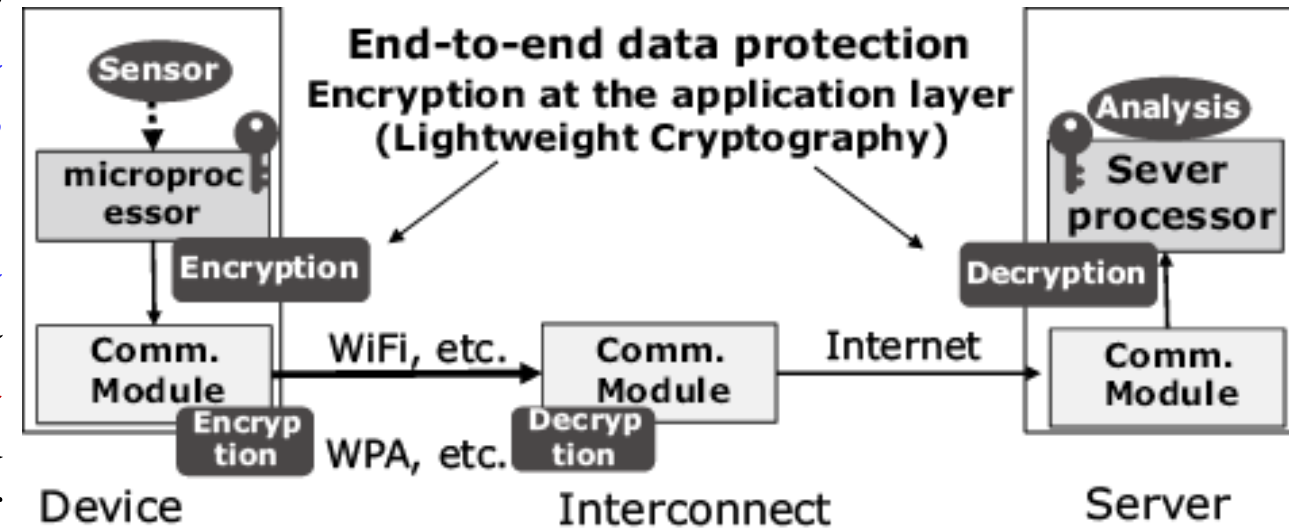 End-to-end data protection
Encryption at the application layer
(Lightweight Cryptography)
Sensor
microproc
essor
Encryption
Comm.
Module
Encryp
tion
WiFi, etc.
WPA, etc.
Comm.
Module
Decryp
tion
Internet
Analysis
Sever
processor
Decryption
Comm.
Module
Device
Interconnect
Server